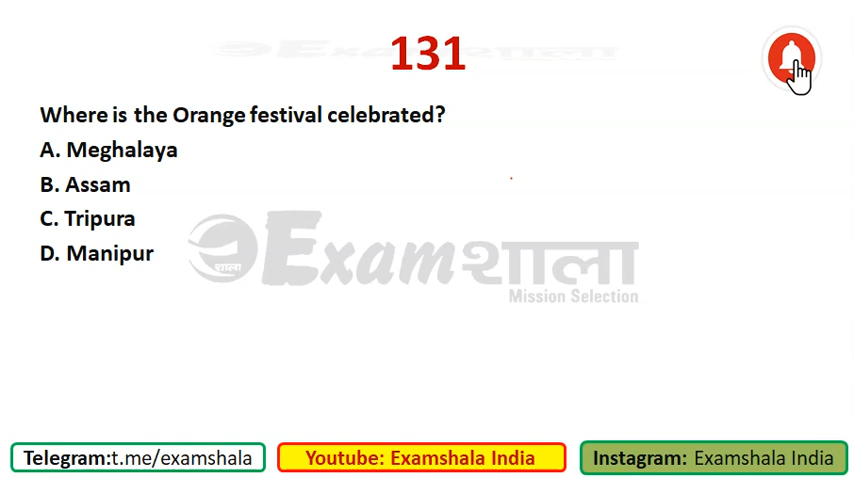 131
Where is the Orange festival celebrated?
A. Meghalaya
B. Assam
C. Tripura
D. Manipur
शाला
Examशाला
Mission Selection
Telegram:t.me/examshala
Youtube: Examshala India
Instagram: Examshala India